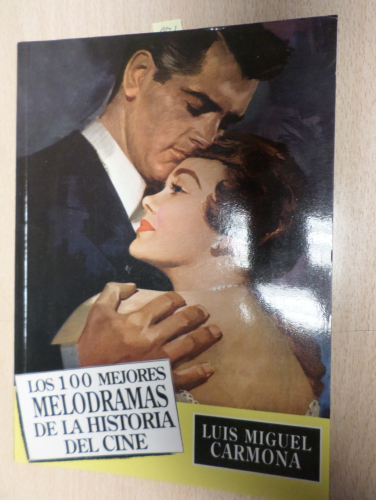 LOS 100 MEJORES
MELODRAMAS
DE LA HISTORIA
DEL CINE
LUIS MIGUEL
CARMONA